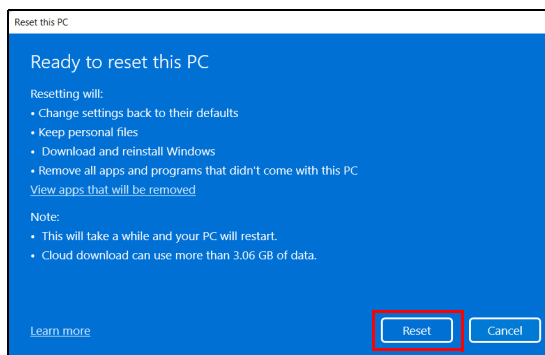 Reset this PC
Ready to reset this PC
Resetting will:
• Change settings back to their defaults
• Keep personal files
• Download and reinstall Windows
• Remove all apps and programs that didn't come with this PC
View apps that will be removed
Note:
• This will take a while and your PC will restart.
• Cloud download can use more than 3.06 GB of data.
Learn more
Reset
Cancel